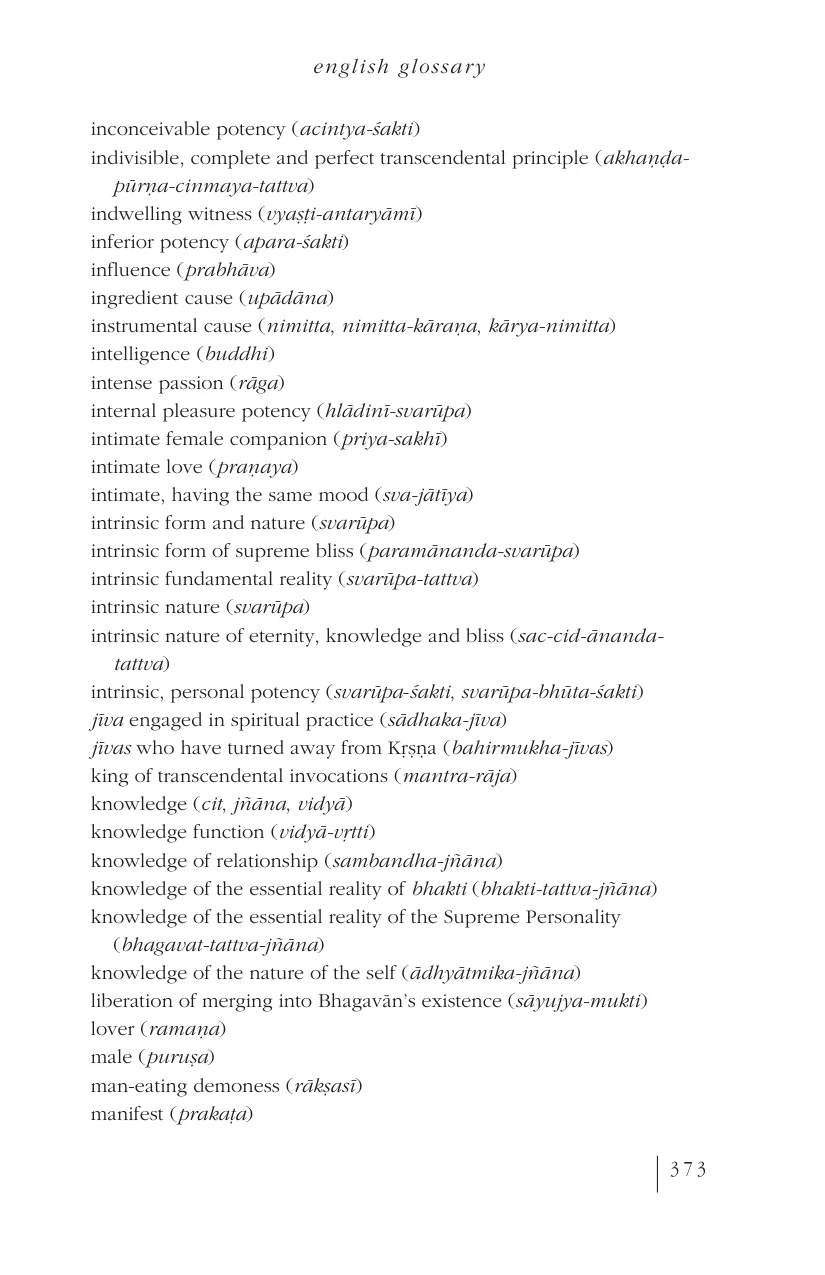 english glossary
inconceivable potency (acintya-śakti)
indivisible, complete and perfect transcendental principle (akhaṇḍa-
pūrṇa-cinmaya-tattva)
indwelling witness (vyaṣṭi-antaryāmī)
inferior potency (apara-śakti)
influence (prabhāva)
ingredient cause (upādāna)
instrumental cause (nimitta, nimitta-kāraṇa, kārya-nimitta)
intelligence (buddhi)
intense passion (rāga)
internal pleasure potency (hlādinī-svarūpa)
intimate female companion (priya-sakhī)
intimate love (praṇaya)
intimate, having the same mood (sva-jātīya)
intrinsic form and nature (svarūpa)
intrinsic form of supreme bliss (paramānanda-svarūpa)
intrinsic fundamental reality (svarūpa-tattva)
intrinsic nature (svarūpa)
intrinsic nature of eternity, knowledge and bliss (sac-cid-ānanda-
tattva)
intrinsic, personal potency (svarūpa-śakti, svarūpa-bhūta-śakti)
jīva engaged in spiritual practice (sādhaka-jīva)
jīvas who have turned away from Kṛṣṇa (bahirmukha-jīvas)
king of transcendental invocations (mantra-rāja)
knowledge (cit, jñāna, vidyā)
knowledge function (vidyā-vṛtti)
knowledge of relationship (sambandha-jñāna)
knowledge of the essential reality of bhakti (bhakti-tattva-jñāna)
knowledge of the essential reality of the Supreme Personality
(bhagavat-tattva-jñāna)
knowledge of the nature of the self (ādhyātmika-jñāna)
liberation of merging into Bhagavān’s existence (sāyujya-mukti)
lover (ramaṇa)
male (puruṣa)
man-eating demoness (rākṣasī)
manifest (prakaṭa)
373